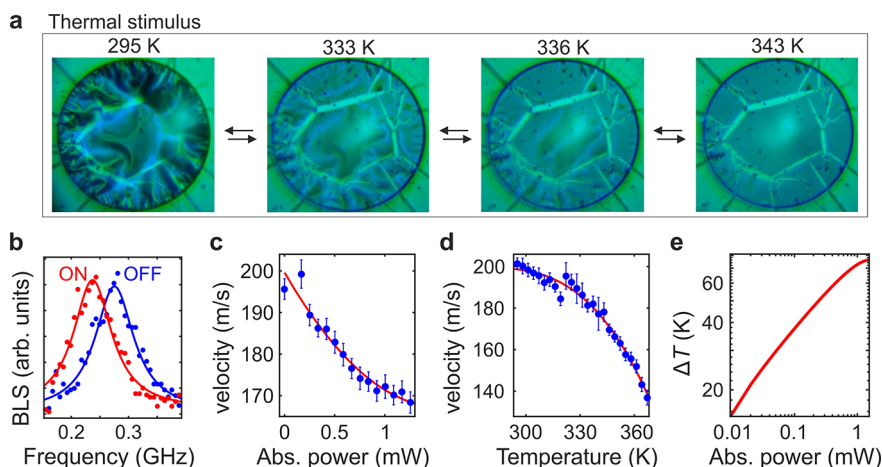 a Thermal stimulus
295 K 333 K 336 K 343 K
b c d e
ON OFF
BLS (arb. units)
0.2 0.3
Frequency (GHz)
velocity (m/s)
200
190
180
170
0 0.5 1
Abs. power (mW)
velocity (m/s)
200
180
160
140
300 330 360
Temperature (K)
ΔT (K)
60
40
20
0.01 0.1 1
Abs. power (mW)